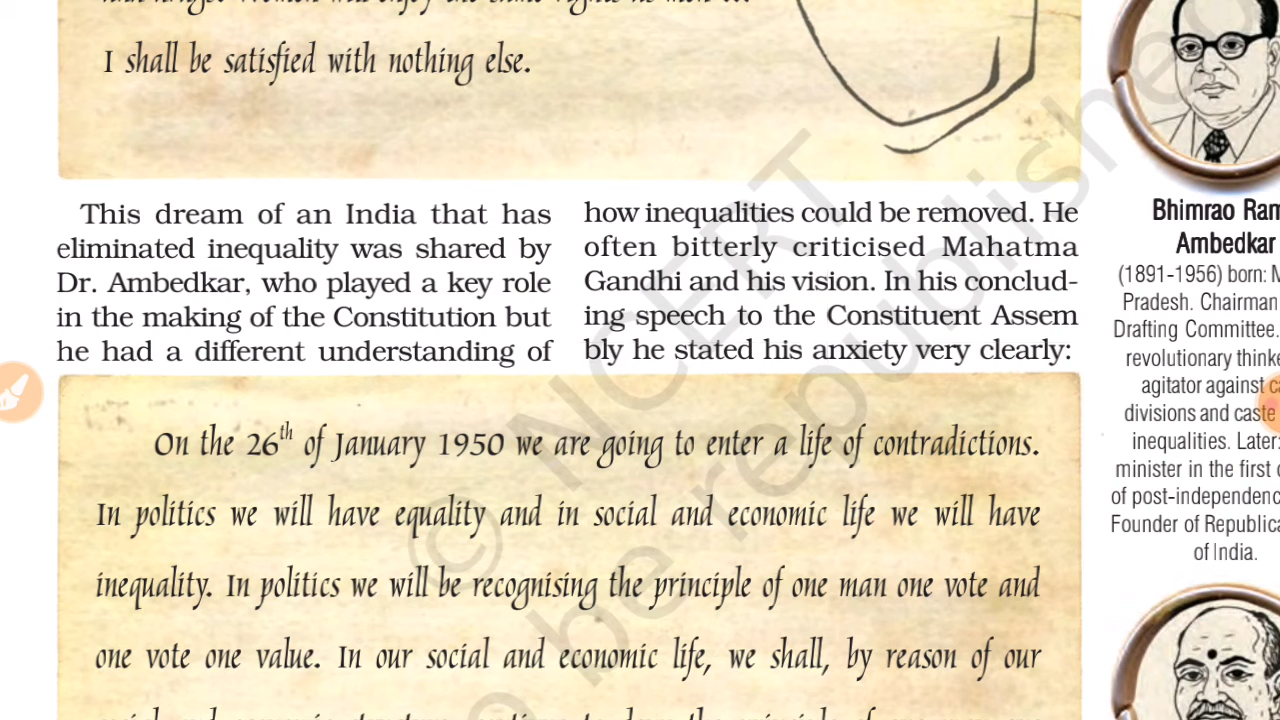 I shall be satisfied with nothing else.
This dream of an India that has
eliminated inequality was shared by
Dr. Ambedkar, who played a key role
in the making of the Constitution but
he had a different understanding of
how inequalities could be removed. He
often bitterly criticised Mahatma
Gandhi and his vision. In his conclud-
ing speech to the Constituent Assem
bly he stated his anxiety very clearly:
On the 26th of January 1950 we are going to enter a life of contradictions.
In politics we will have equality and in social and economic life we will have
inequality. In politics we will be recognising the principle of one man one vote and
one vote one value. In our social and economic life, we shall, by reason of our
Bhimrao Ram
Ambedkar
(1891-1956) born: M
Pradesh. Chairman
Drafting Committee.
revolutionary thinke
agitator against ca
divisions and caste
inequalities. Later:
minister in the first c
of post-independenc
Founder of Republica
of India.
© NCERT
be republished